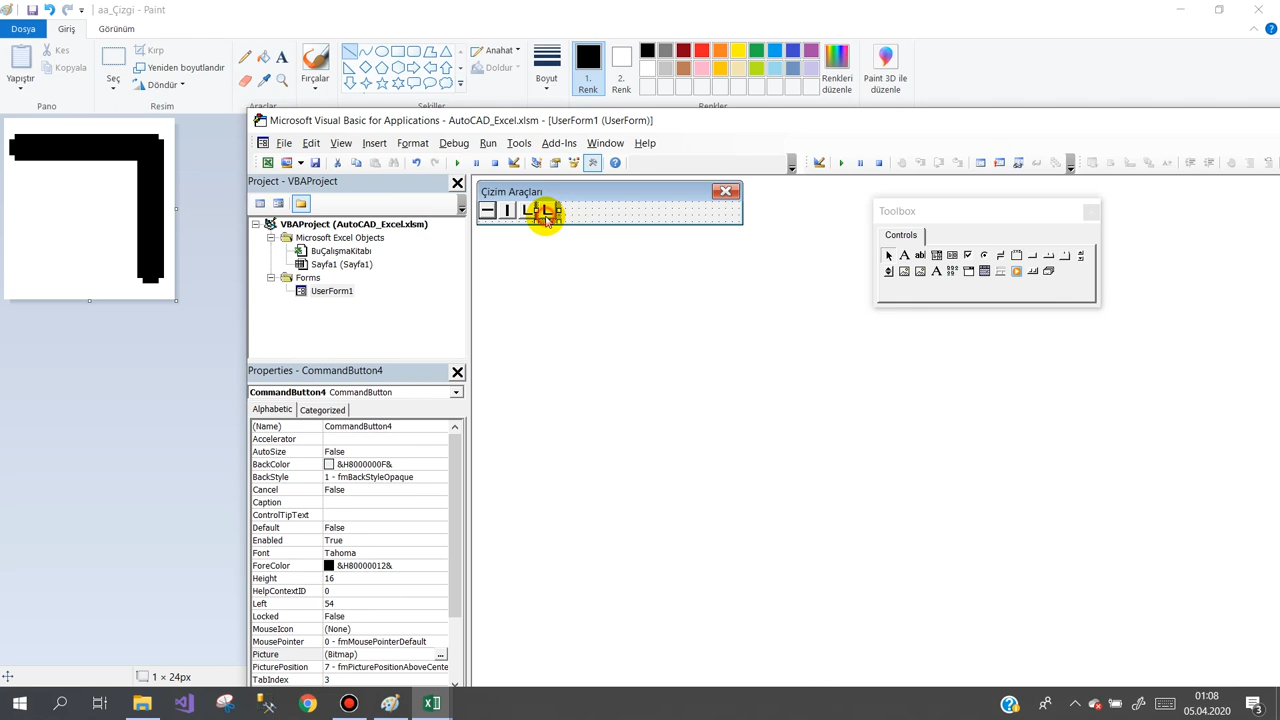 aa_Çizgi - Paint
Dosya
Giriş
Görünüm
Yapıştır
Kes
Kopyala
Pano
Seç
Kırp
Yeniden boyutlandır
Döndür
Resim
Araçlar
Fırçalar
Anahat
Doldur
Şekiller
Boyut
1.
Renk
2.
Renk
Renkler
Renkleri
düzenle
Paint 3D ile
düzenle
Microsoft Visual Basic for Applications - AutoCAD_Excel.xlsm - [UserForm1 (UserForm)]
File Edit View Insert Format Debug Run Tools Add-Ins Window Help
Project - VBAProject
VBAProject (AutoCAD_Excel.xlsm)
Microsoft Excel Objects
BuÇalışmaKitabı
Sayfa1 (Sayfa1)
Forms
UserForm1
Çizim Araçları
Toolbox
Controls
Properties - CommandButton4
CommandButton4 CommandButton
Alphabetic Categorized
(Name) CommandButton4
Accelerator
AutoSize False
BackColor &H8000000F&
BackStyle 1 - fmBackStyleOpaque
Cancel False
Caption
ControlTipText
Default False
Enabled True
Font Tahoma
ForeColor &H80000012&
Height 16
HelpContextID 0
Left 54
Locked False
MouseIcon (None)
MousePointer 0 - fmMousePointerDefault
Picture (Bitmap) ...
PicturePosition 7 - fmPicturePositionAboveCente
TabIndex 3
1 × 24px
01:08
05.04.2020
3